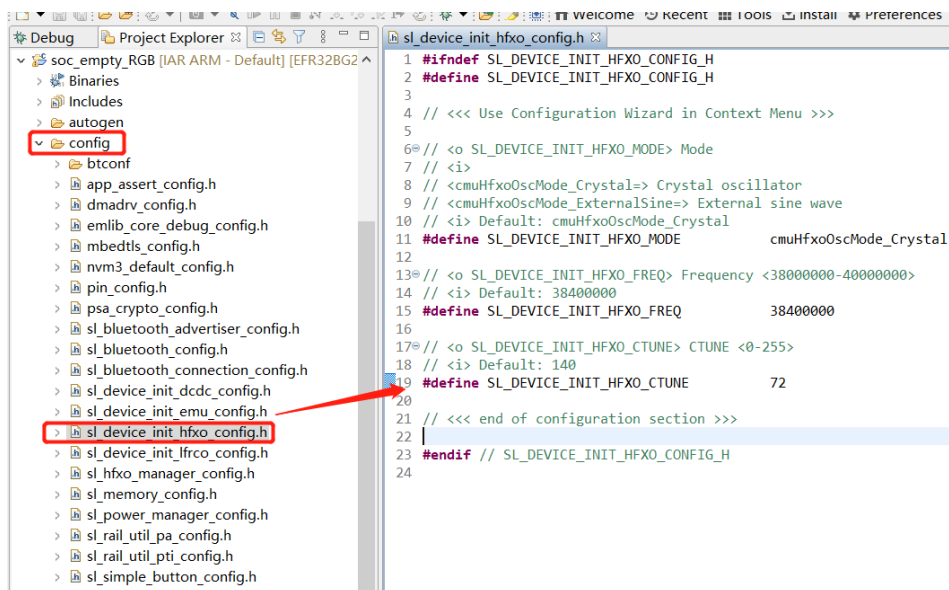 Welcome Recent Tools Install Preferences
Debug Project Explorer
soc_empty_RGB [IAR ARM - Default] [EFR32BG2
Binaries
Includes
autogen
config
btconf
app_assert_config.h
dmadrv_config.h
emlib_core_debug_config.h
mbedtls_config.h
nvm3_default_config.h
pin_config.h
psa_crypto_config.h
sl_bluetooth_advertiser_config.h
sl_bluetooth_config.h
sl_bluetooth_connection_config.h
sl_device_init_dcdc_config.h
sl_device_init_emu_config.h
sl_device_init_hfxo_config.h
sl_device_init_lfrco_config.h
sl_hfxo_manager_config.h
sl_memory_config.h
sl_power_manager_config.h
sl_rail_util_pa_config.h
sl_rail_util_pti_config.h
sl_simple_button_config.h
sl_device_init_hfxo_config.h
1 #ifndef SL_DEVICE_INIT_HFXO_CONFIG_H
2 #define SL_DEVICE_INIT_HFXO_CONFIG_H
3
4 // <<< Use Configuration Wizard in Context Menu >>>
5
6 // <o SL_DEVICE_INIT_HFXO_MODE> Mode
7 // <i>
8 // <cmuHfxoOscMode_Crystal=> Crystal oscillator
9 // <cmuHfxoOscMode_ExternalSine=> External sine wave
10 // <i> Default: cmuHfxoOscMode_Crystal
11 #define SL_DEVICE_INIT_HFXO_MODE cmuHfxoOscMode_Crystal
12
13 // <o SL_DEVICE_INIT_HFXO_FREQ> Frequency <38000000-40000000>
14 // <i> Default: 38400000
15 #define SL_DEVICE_INIT_HFXO_FREQ 38400000
16
17 // <o SL_DEVICE_INIT_HFXO_CTUNE> CTUNE <0-255>
18 // <i> Default: 140
19 #define SL_DEVICE_INIT_HFXO_CTUNE 72
20
21 // <<< end of configuration section >>>
22
23 #endif // SL_DEVICE_INIT_HFXO_CONFIG_H
24